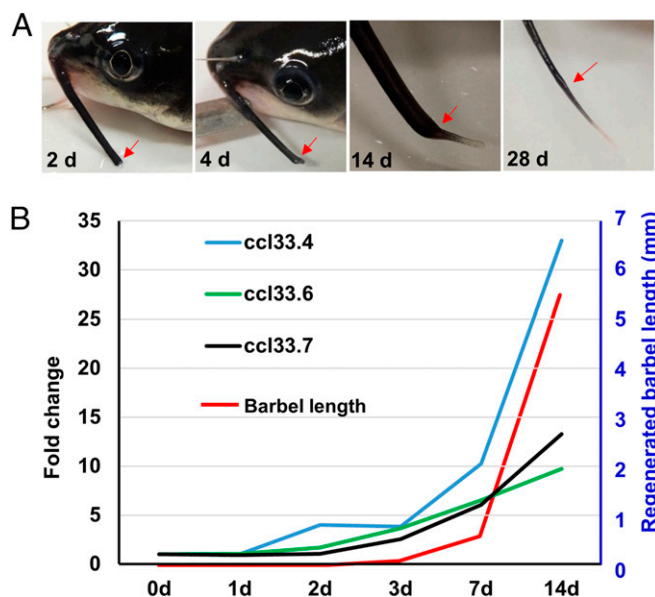 A
2 d
4 d
14 d
28 d
B
35
30
25
20
15
10
5
0
Fold change
ccl33.4
ccl33.6
ccl33.7
Barbel length
7
6
5
4
3
2
1
0
Regenerated barbel length (mm)
0d 1d 2d 3d 7d 14d